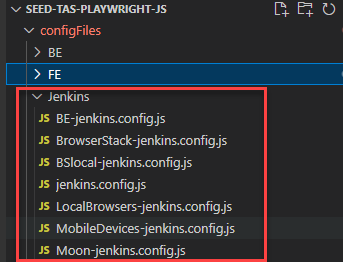 SEED-TAS-PLAYWRIGHT-JS
configFiles
BE
FE
Jenkins
JS BE-jenkins.config.js
JS BrowserStack-jenkins.config.js
JS BSlocal-jenkins.config.js
JS jenkins.config.js
JS LocalBrowsers-jenkins.config.js
JS MobileDevices-jenkins.config.js
JS Moon-jenkins.config.js